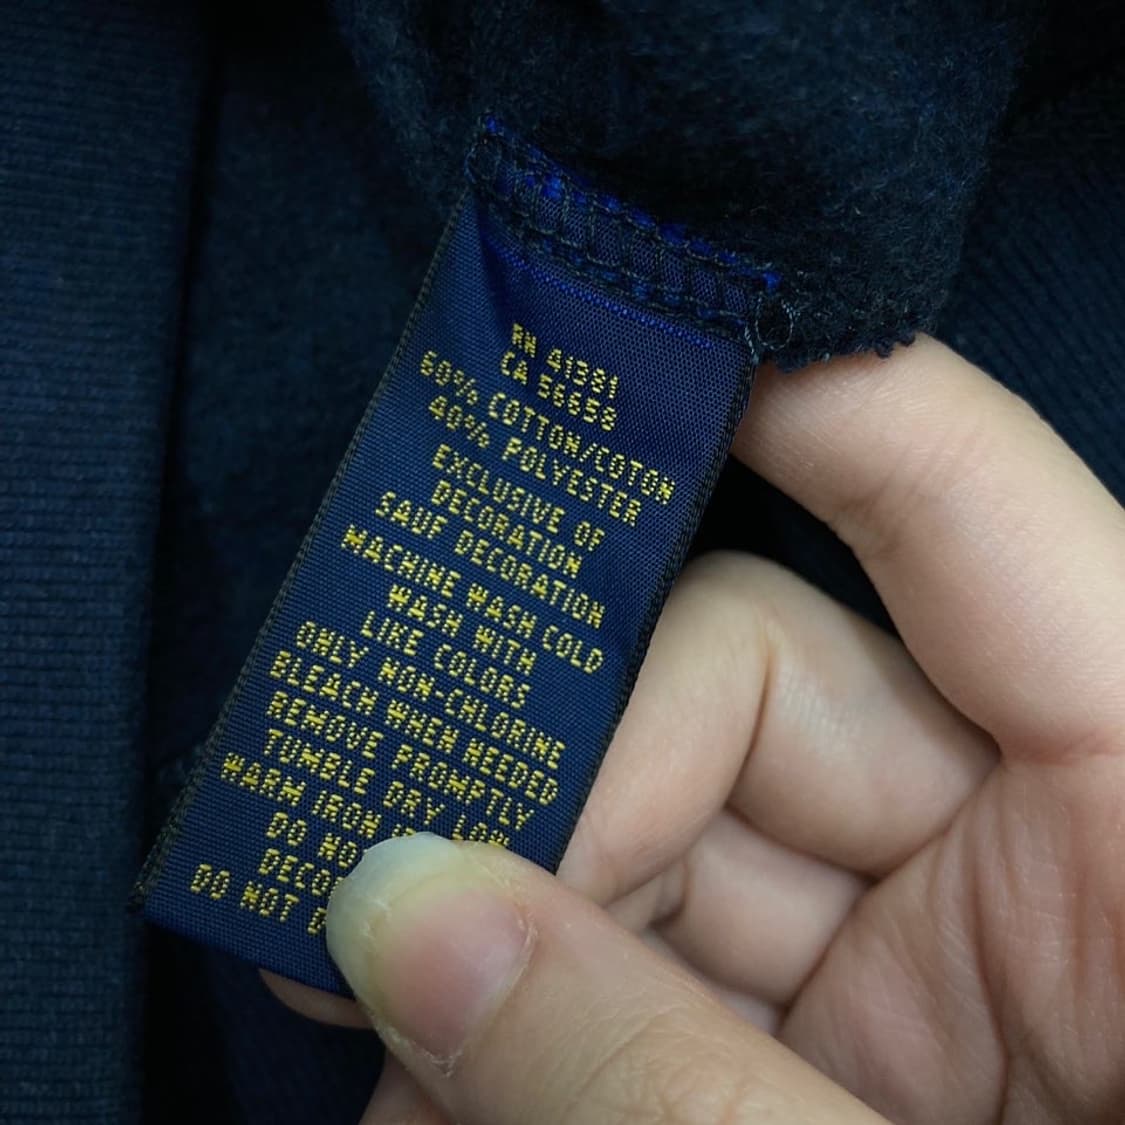 RN 41381
CA 56658
60% COTTON/COTON
40% POLYESTER
EXCLUSIVE OF
DECORATION
SAUF DECORATION
MACHINE WASH COLD
WASH WITH
LIKE COLORS
ONLY NON-CHLORINE
BLEACH WHEN NEEDED
REMOVE PROMPTLY
TUMBLE DRY LOW
WARM IRON
DO NO
DECO
DO NOT D